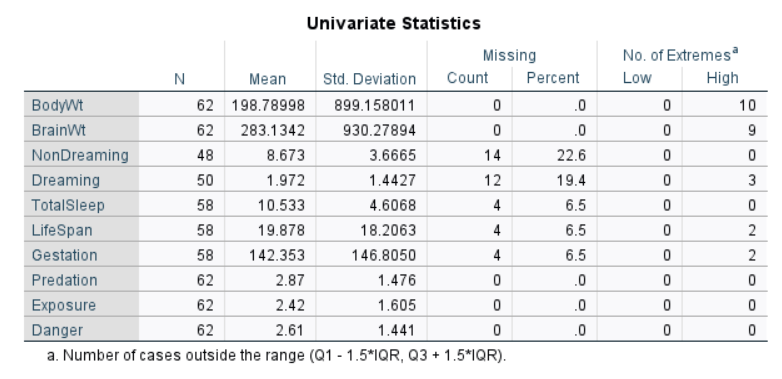 Univariate Statistics
Missing No. of Extremesa
N Mean Std. Deviation Count Percent Low High
BodyWt 62 198.78998 899.158011 0 .0 0 10
BrainWt 62 283.1342 930.27894 0 .0 0 9
NonDreaming 48 8.673 3.6665 14 22.6 0 0
Dreaming 50 1.972 1.4427 12 19.4 0 3
TotalSleep 58 10.533 4.6068 4 6.5 0 0
LifeSpan 58 19.878 18.2063 4 6.5 0 2
Gestation 58 142.353 146.8050 4 6.5 0 2
Predation 62 2.87 1.476 0 .0 0 0
Exposure 62 2.42 1.605 0 .0 0 0
Danger 62 2.61 1.441 0 .0 0 0
a. Number of cases outside the range (Q1 - 1.5*IQR, Q3 + 1.5*IQR).